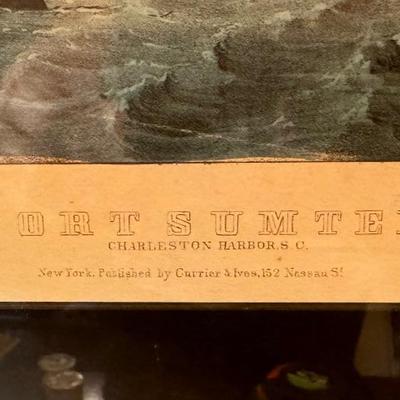 ORT SUMTE
CHARLESTON HARBOR, S. C.
New York. Published by Currier & Ives, 152 Nassau St.